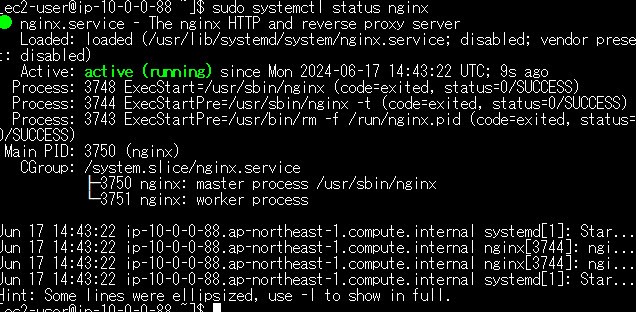 [ec2-user@ip-10-0-0-88 ~]$ sudo systemctl status nginx
● nginx.service - The nginx HTTP and reverse proxy server
Loaded: loaded (/usr/lib/systemd/system/nginx.service; disabled; vendor prese
t: disabled)
Active: active (running) since Mon 2024-06-17 14:43:22 UTC; 9s ago
Process: 3748 ExecStart=/usr/sbin/nginx (code=exited, status=0/SUCCESS)
Process: 3744 ExecStartPre=/usr/sbin/nginx -t (code=exited, status=0/SUCCESS)
Process: 3743 ExecStartPre=/usr/bin/rm -f /run/nginx.pid (code=exited, status=
0/SUCCESS)
Main PID: 3750 (nginx)
CGroup: /system.slice/nginx.service
├─3750 nginx: master process /usr/sbin/nginx
└─3751 nginx: worker process
Jun 17 14:43:22 ip-10-0-0-88.ap-northeast-1.compute.internal systemd[1]: Star...
Jun 17 14:43:22 ip-10-0-0-88.ap-northeast-1.compute.internal nginx[3744]: ngi...
Jun 17 14:43:22 ip-10-0-0-88.ap-northeast-1.compute.internal nginx[3744]: ngi...
Jun 17 14:43:22 ip-10-0-0-88.ap-northeast-1.compute.internal systemd[1]: Star...
Hint: Some lines were ellipsized, use -l to show in full.
[ec2-user@ip-10-0-0-88 ~]$